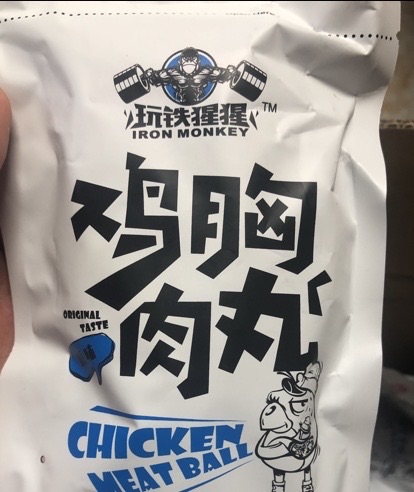 玩铁猩猩 TM
IRON MONKEY
鸡胸
肉丸
ORIGINAL
TASTE
CHICKEN
MEAT BALL